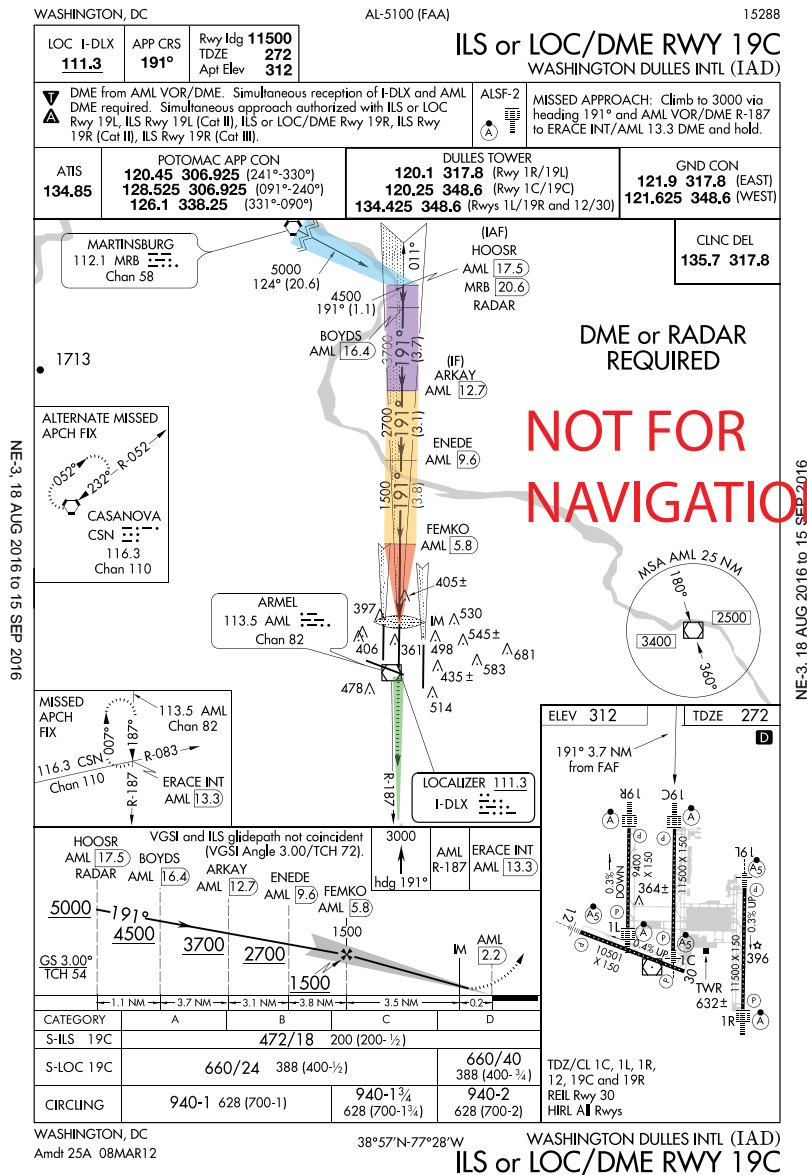 WASHINGTON, DC
AL-5100 (FAA)
15288
LOC I-DLX
111.3
APP CRS
191°
Rwy ldg 11500
TDZE 272
Apt Elev 312
ILS or LOC/DME RWY 19C
WASHINGTON DULLES INTL (IAD)
T
A
DME from AML VOR/DME. Simultaneous reception of I-DLX and AML
DME required. Simultaneous approach authorized with ILS or LOC
Rwy 19L, ILS Rwy 19L (Cat II), ILS or LOC/DME Rwy 19R, ILS Rwy
19R (Cat II), ILS Rwy 19R (Cat III).
ALSF-2
A
MISSED APPROACH: Climb to 3000 via
heading 191° and AML VOR/DME R-187
to ERACE INT/AML 13.3 DME and hold.
ATIS
134.85
POTOMAC APP CON
120.45 306.925 (241°-330°)
128.525 306.925 (091°-240°)
126.1 338.25 (331°-090°)
DULLES TOWER
120.1 317.8 (Rwy 1R/19L)
120.25 348.6 (Rwy 1C/19C)
134.425 348.6 (Rwys 1L/19R and 12/30)
GND CON
121.9 317.8 (EAST)
121.625 348.6 (WEST)
CLNC DEL
135.7 317.8
MARTINSBURG
112.1 MRB
Chan 58
5000
124° (20.6)
011°
(IAF)
HOOSR
AML 17.5
MRB 20.6
RADAR
4500
191° (1.1)
BOYDS
AML 16.4
3700
191°
(3.7)
DME or RADAR
REQUIRED
1713
(IF)
ARKAY
AML 12.7
2700
191°
(3.1)
ENEDE
AML 9.6
1500
191°
(3.8)
FEMKO
AML 5.8
NOT FOR
NAVIGATIO
ALTERNATE MISSED
APCH FIX
052°
232°
R-052
CASANOVA
CSN
116.3
Chan 110
NE-3, 18 AUG 2016 to 15 SEP 2016
NE-3, 18 AUG 2016 to 15 SEP 2016
MSA AML 25 NM
180°
2500
3400
360°
ARMEL
113.5 AML
Chan 82
405±
397
IM
530
406
361
498
545±
681
435±
583
478
514
MISSED
APCH
FIX
113.5 AML
Chan 82
007°
187°
116.3 CSN
Chan 110
R-083
R-187
ERACE INT
AML 13.3
R-187
LOCALIZER 111.3
I-DLX
ELEV 312
TDZE 272
D
191° 3.7 NM
from FAF
19R
19C
19L
A
A
A5
P
P
P
0.3%
DOWN
9400
X 150
364±
11500 X 150
0.3% UP
A5
P
P
1L
12
0.4% UP
A5
1C
10501
X 150
30
P
P
11500 X 150
396
TWR
632±
P
1R
A
TDZ/CL 1C, 1L, 1R,
12, 19C and 19R
REIL Rwy 30
HIRL All Rwys
VGSI and ILS glidepath not coincident
(VGSI Angle 3.00/TCH 72).
3000
hdg 191°
AML
R-187
ERACE INT
AML 13.3
HOOSR
AML 17.5
RADAR
BOYDS
AML 16.4
ARKAY
AML 12.7
ENEDE
AML 9.6
FEMKO
AML 5.8
5000
191°
4500
3700
2700
1500
1500
IM
AML
2.2
GS 3.00°
TCH 54
1.1 NM
3.7 NM
3.1 NM
3.8 NM
3.5 NM
0.2
CATEGORY A B C D
S-ILS 19C 472/18 200 (200-½)
S-LOC 19C 660/24 388 (400-½) 660/40
388 (400-¾)
CIRCLING 940-1 628 (700-1) 940-1¾
628 (700-1¾)
940-2
628 (700-2)
WASHINGTON, DC
Amdt 25A 08MAR12
38°57'N-77°28'W
WASHINGTON DULLES INTL (IAD)
ILS or LOC/DME RWY 19C